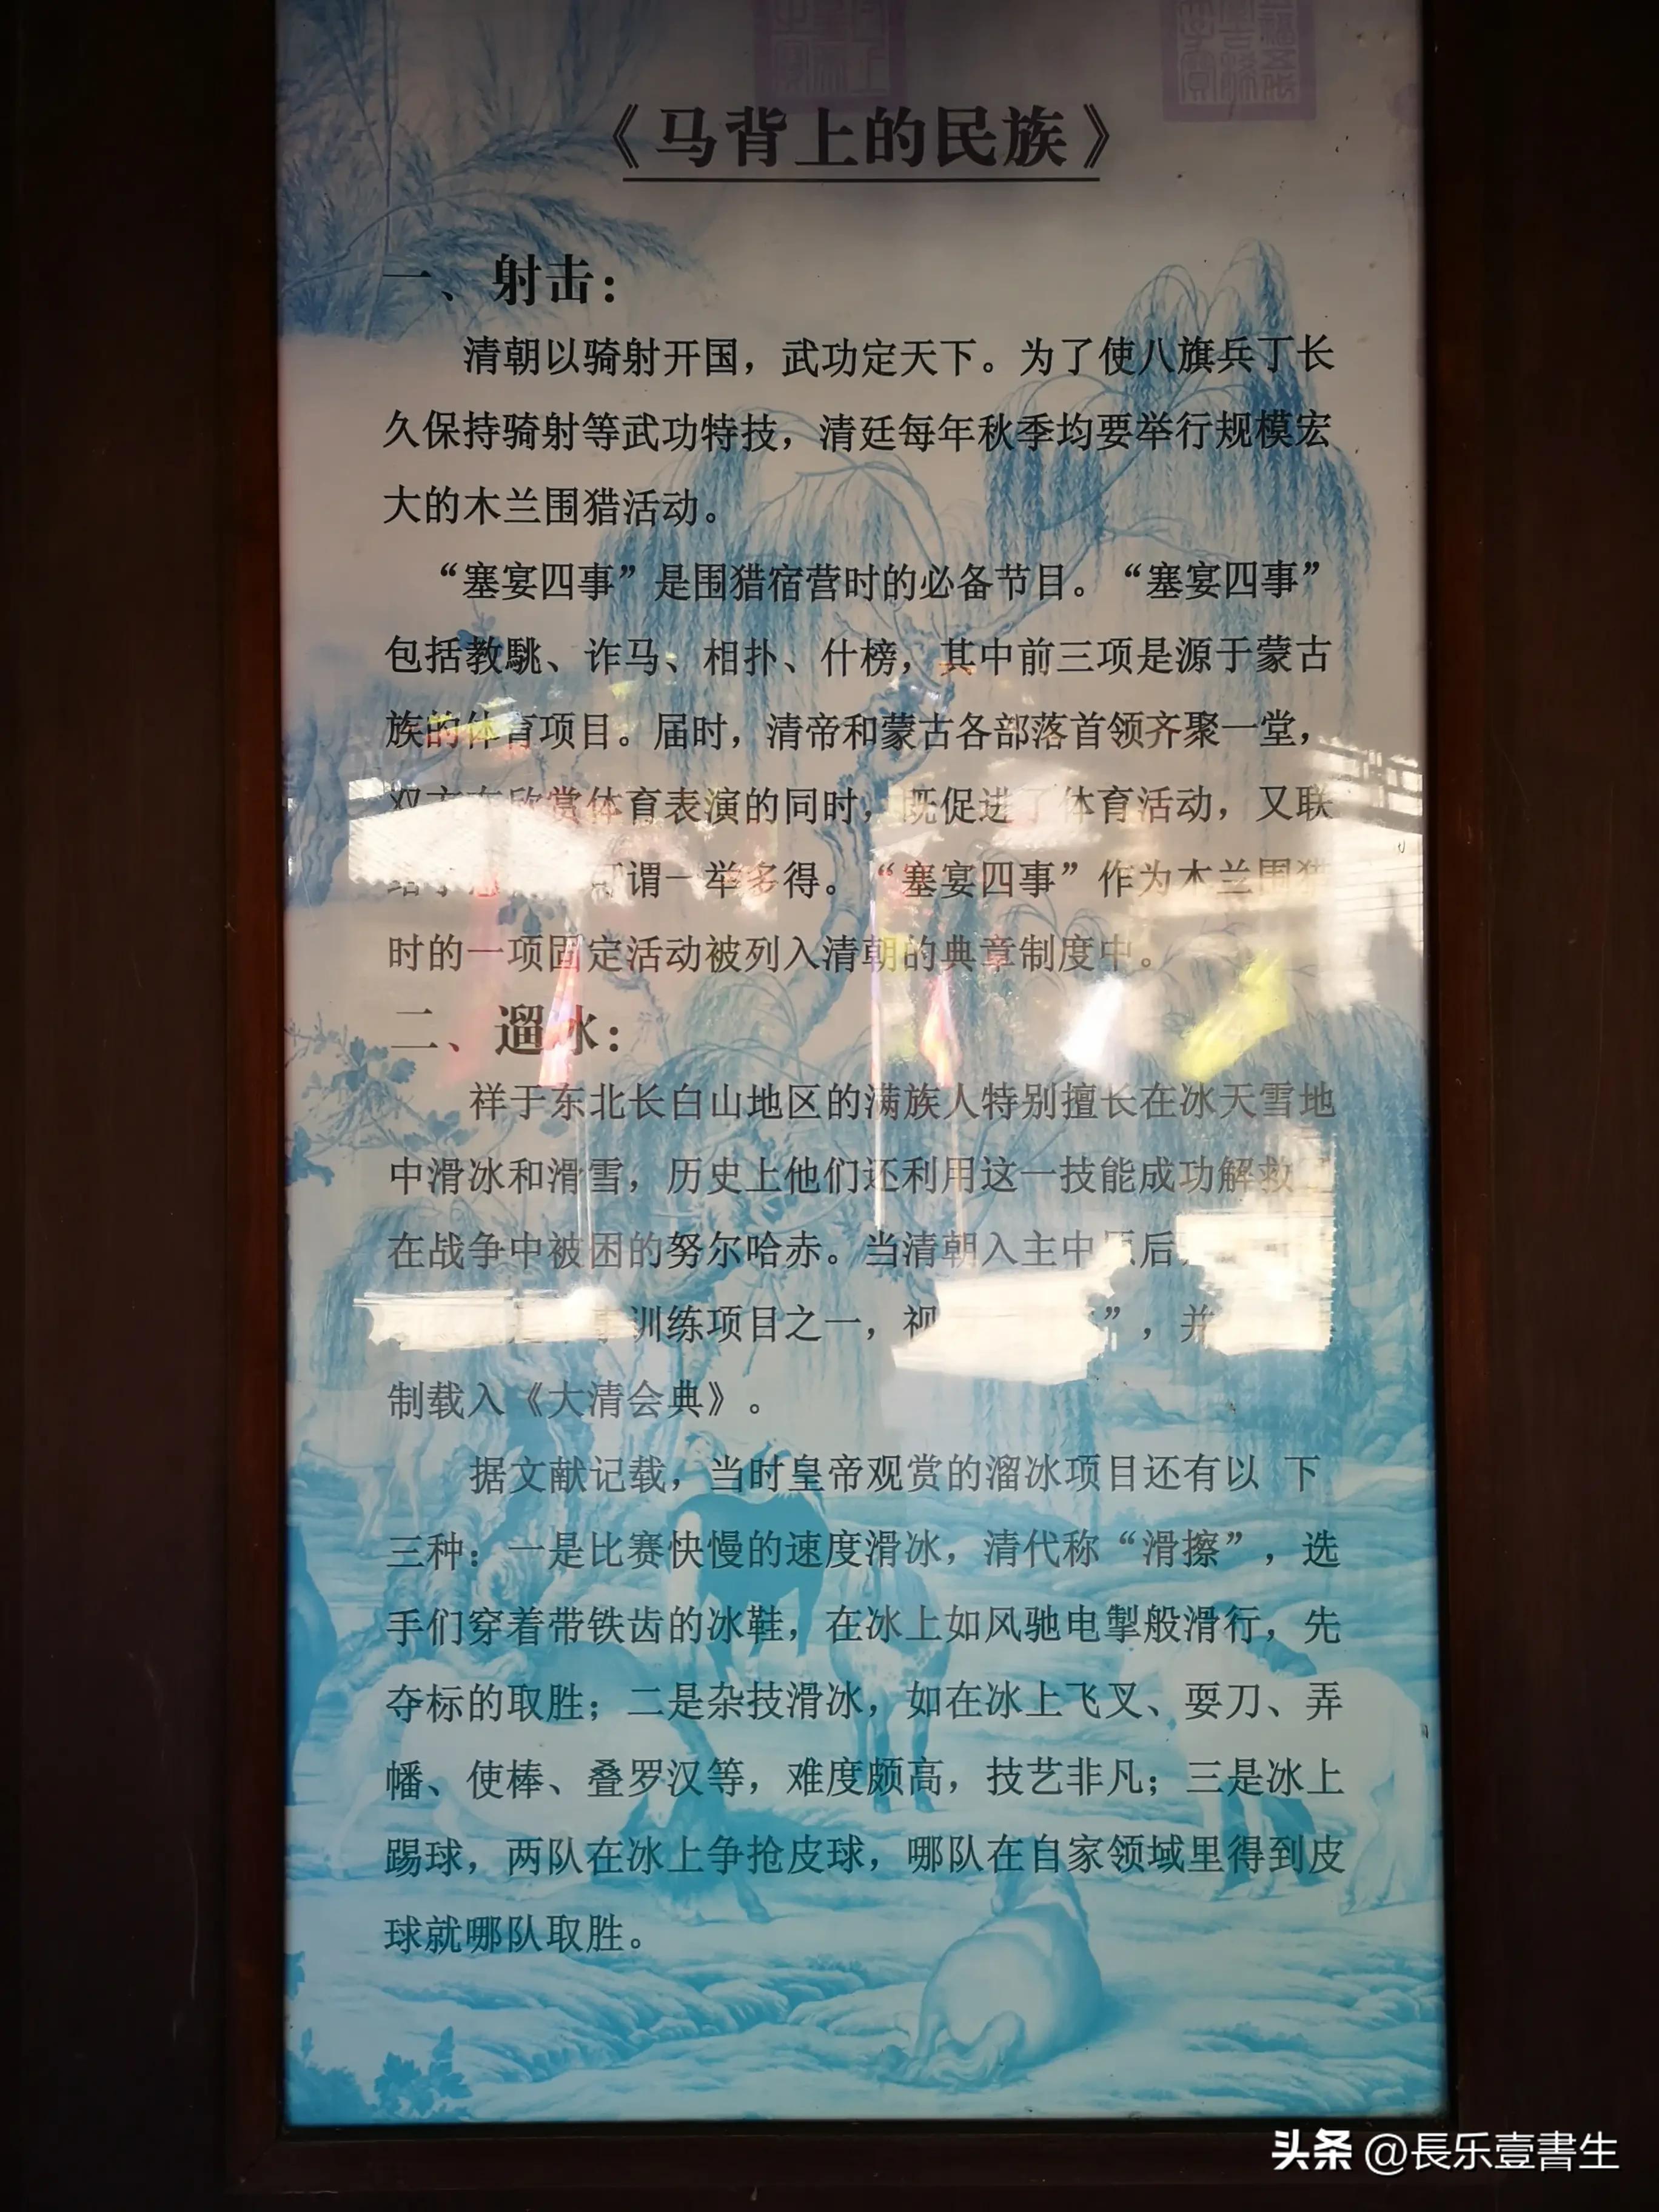 《马背上的民族》
一、射击：
清朝以骑射开国，武功定天下。为了使八旗兵丁长
久保持骑射等武功特技，清廷每年秋季均要举行规模宏
大的木兰围猎活动。
“塞宴四事”是围猎宿营时的必备节目。“塞宴四事”
包括教駣、诈马、相扑、什榜，其中前三项是源于蒙古
族的体育项目。届时，清帝和蒙古各部落首领齐聚一堂，
双方在欣赏体育表演的同时，既促进了体育活动，又联
谓一举多得。“塞宴四事”作为木兰围猎
时的一项固定活动被列入清朝的典章制度中。
二、遛冰：
祥于东北长白山地区的满族人特别擅长在冰天雪地
中滑冰和滑雪，历史上他们还利用这一技能成功解救
在战争中被困的努尔哈赤。当清朝入主中原后
训练项目之一，视”，并
制载入《大清会典》。
据文献记载，当时皇帝观赏的溜冰项目还有以 下
三种：一是比赛快慢的速度滑冰，清代称“滑擦”，选
手们穿着带铁齿的冰鞋，在冰上如风驰电掣般滑行，先
夺标的取胜；二是杂技滑冰，如在冰上飞叉、耍刀、弄
幡、使棒、叠罗汉等，难度颇高，技艺非凡；三是冰上
踢球，两队在冰上争抢皮球，哪队在自家领域里得到皮
球就哪队取胜。
头条 @長乐壹書生